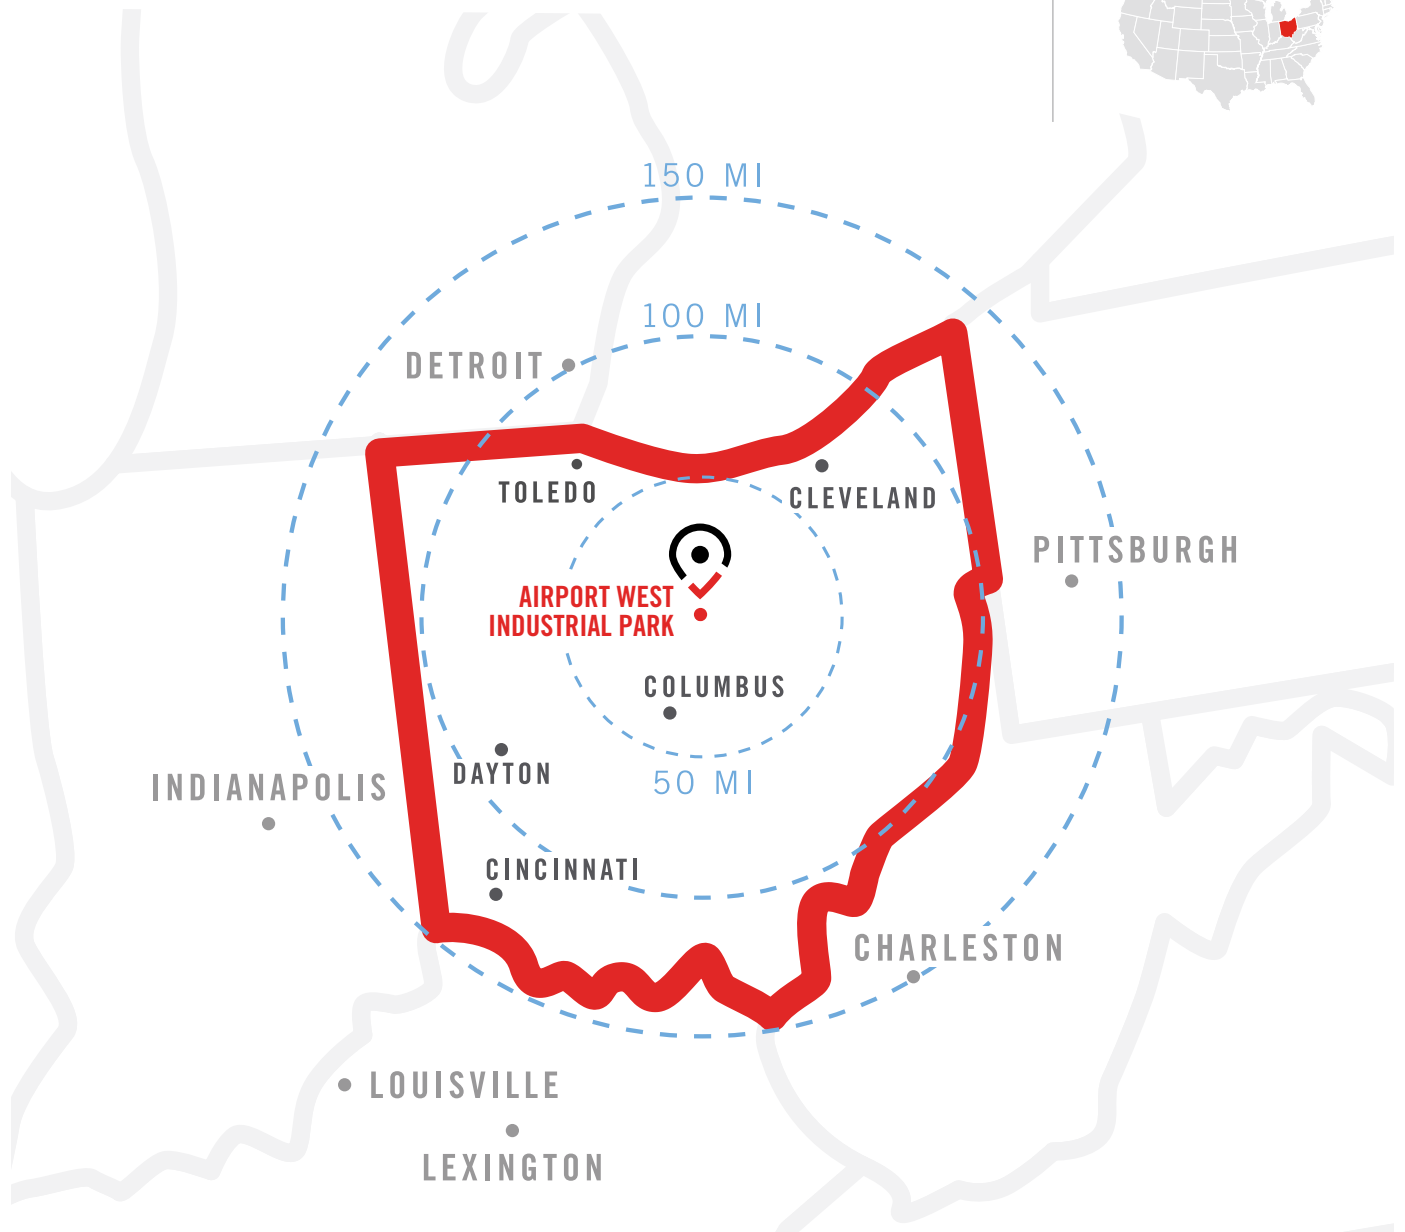 150 MI
100 MI
DETROIT
TOLEDO
CLEVELAND
PITTSBURGH
AIRPORT WEST
INDUSTRIAL PARK
COLUMBUS
DAYTON
50 MI
INDIANAPOLIS
CINCINNATI
CHARLESTON
LOUISVILLE
LEXINGTON